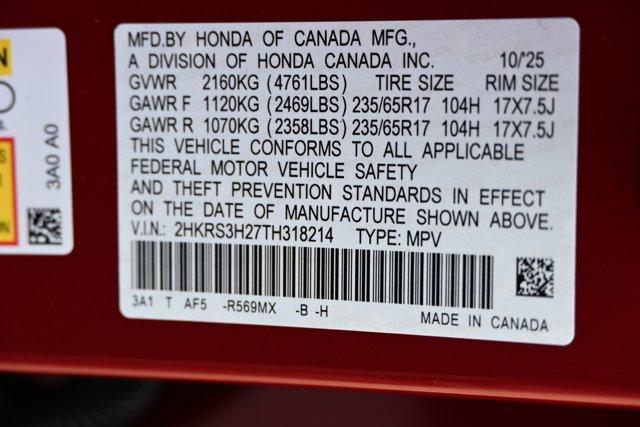 MFD.BY HONDA OF CANADA MFG.,
A DIVISION OF HONDA CANADA INC. 10/'25
GVWR 2160KG (4761LBS) TIRE SIZE RIM SIZE
GAWR F 1120KG (2469LBS) 235/65R17 104H 17X7.5J
GAWR R 1070KG (2358LBS) 235/65R17 104H 17X7.5J
THIS VEHICLE CONFORMS TO ALL APPLICABLE
FEDERAL MOTOR VEHICLE SAFETY
AND THEFT PREVENTION STANDARDS IN EFFECT
ON THE DATE OF MANUFACTURE SHOWN ABOVE.
V.I.N.: 2HKRS3H27TH318214 TYPE: MPV
3A1 T AF5 -R569MX -B -H
MADE IN CANADA
3A0 A0